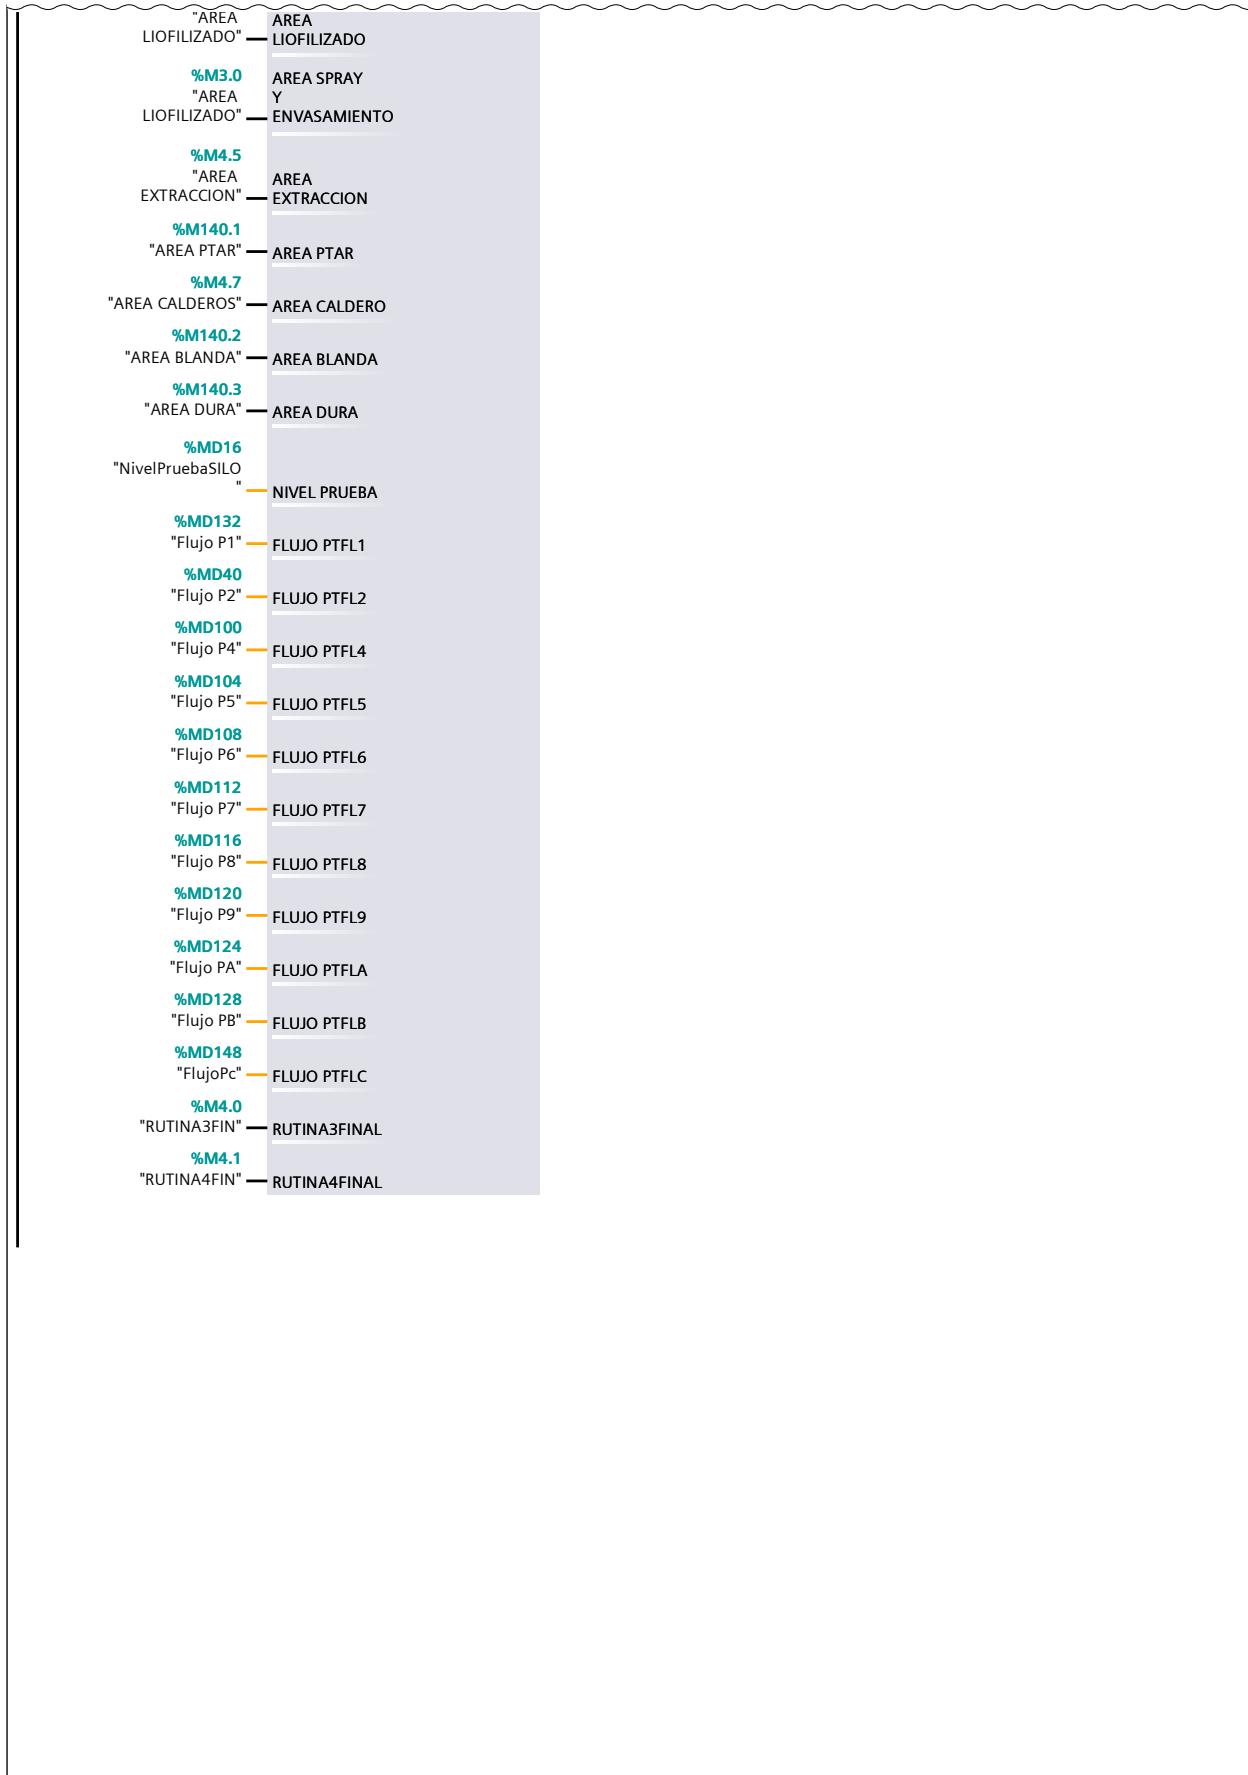 "AREA
LIOFILIZADO"
AREA
LIOFILIZADO
%M3.0
"AREA
LIOFILIZADO"
AREA SPRAY
Y
ENVASAMIENTO
%M4.5
"AREA
EXTRACCION"
AREA
EXTRACCION
%M140.1
"AREA PTAR"
AREA PTAR
%M4.7
"AREA CALDEROS"
AREA CALDERO
%M140.2
"AREA BLANDA"
AREA BLANDA
%M140.3
"AREA DURA"
AREA DURA
%MD16
"NivelPruebaSILO
"
NIVEL PRUEBA
%MD132
"Flujo P1"
FLUJO PTFL1
%MD40
"Flujo P2"
FLUJO PTFL2
%MD100
"Flujo P4"
FLUJO PTFL4
%MD104
"Flujo P5"
FLUJO PTFL5
%MD108
"Flujo P6"
FLUJO PTFL6
%MD112
"Flujo P7"
FLUJO PTFL7
%MD116
"Flujo P8"
FLUJO PTFL8
%MD120
"Flujo P9"
FLUJO PTFL9
%MD124
"Flujo PA"
FLUJO PTFLA
%MD128
"Flujo PB"
FLUJO PTFLB
%MD148
"FlujoPc"
FLUJO PTFLC
%M4.0
"RUTINA3FIN"
RUTINA3FINAL
%M4.1
"RUTINA4FIN"
RUTINA4FINAL